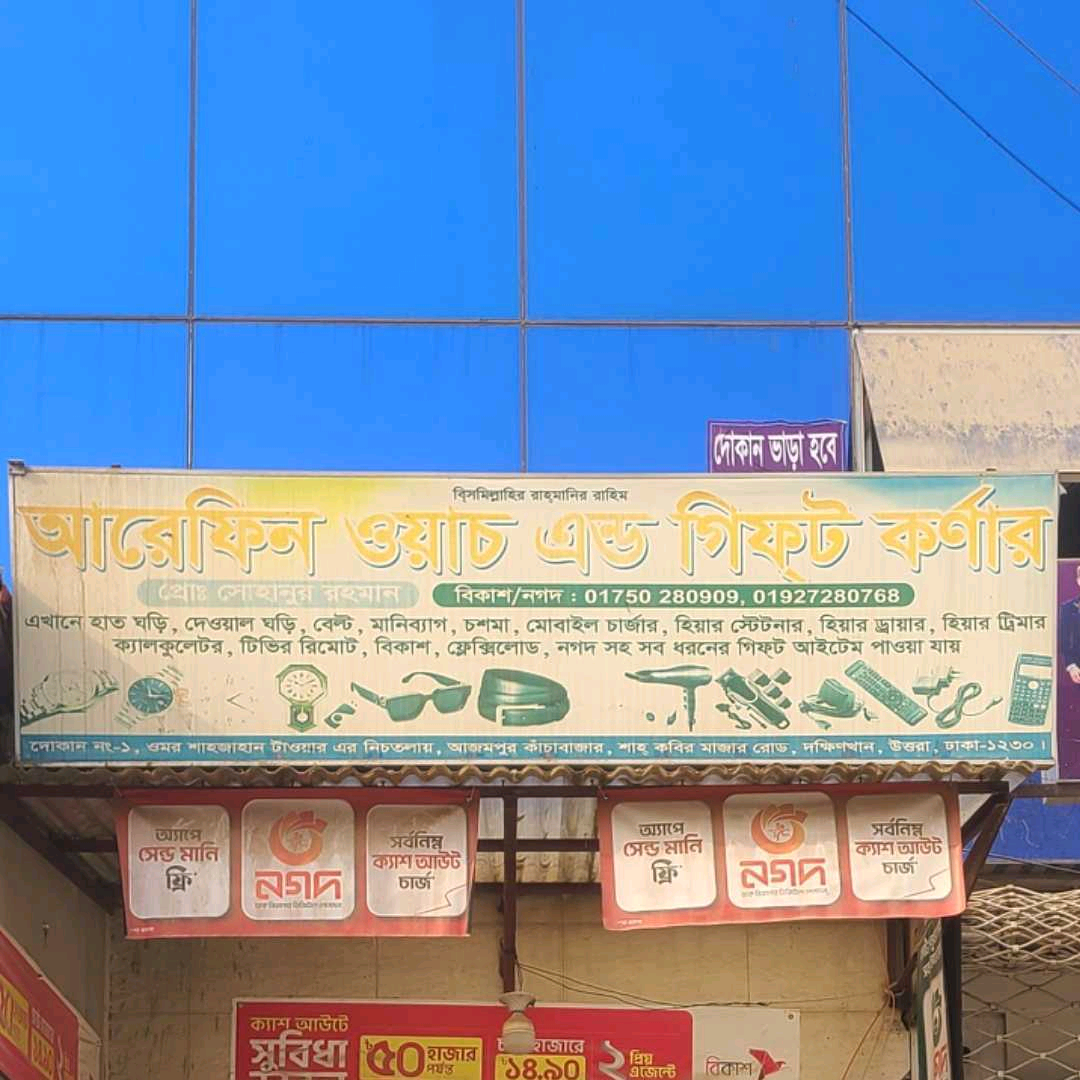 দোকান ভাড়া হবে
বিস্‌মিল্লাহির রাহ্‌মানির রাহিম
আরেফিন ওয়াচ এন্ড গিফ্‌ট কর্ণার
প্রোঃ সোহানুর রহমান
বিকাশ/নগদ : 01750 280909, 01927280768
এখানে হাত ঘড়ি, দেওয়াল ঘড়ি, বেল্ট, মানিব্যাগ, চশমা, মোবাইল চার্জার, হিয়ার স্টেটনার, হিয়ার ড্রায়ার, হিয়ার ট্রিমার
ক্যালকুলেটর, টিভির রিমোট, বিকাশ, ফ্লেক্সিলোড, নগদ সহ সব ধরনের গিফ্ট আইটেম পাওয়া যায়
দোকান নং-১, ওমর শাহজাহান টাওয়ার এর নিচতলায়, আজমপুর কাঁচাবাজার, শাহ্ কবির মাজার রোড, দক্ষিণখান, উত্তরা, ঢাকা-১২৩০।
অ্যাপে
সেন্ড মানি
ফ্রি*
নগদ
ডাক বিভাগের ডিজিটাল লেনদেন
সর্বনিম্ন
ক্যাশ আউট
চার্জ*
অ্যাপে
সেন্ড মানি
ফ্রি*
নগদ
ডাক বিভাগের ডিজিটাল লেনদেন
সর্বনিম্ন
ক্যাশ আউট
চার্জ*
ক্যাশ আউটে
সুবিধা
৳৫০ হাজার
পর্যন্ত
হাজারে
৳১৪.৯০
২ প্রিয়
এজেন্টে
বিকাশ